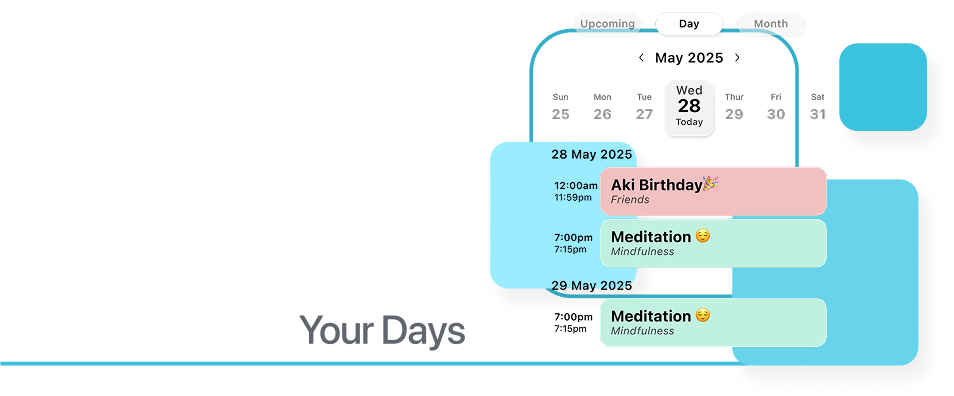 Upcoming Day Month
< May 2025 >
Sun Mon Tue Wed Thur Fri Sat
25 26 27 28 29 30 31
Today
28 May 2025
12:00am Aki Birthday🎉
11:59pm Friends
7:00pm Meditation 😌
7:15pm Mindfulness
29 May 2025
7:00pm Meditation 😌
7:15pm Mindfulness
Your Days